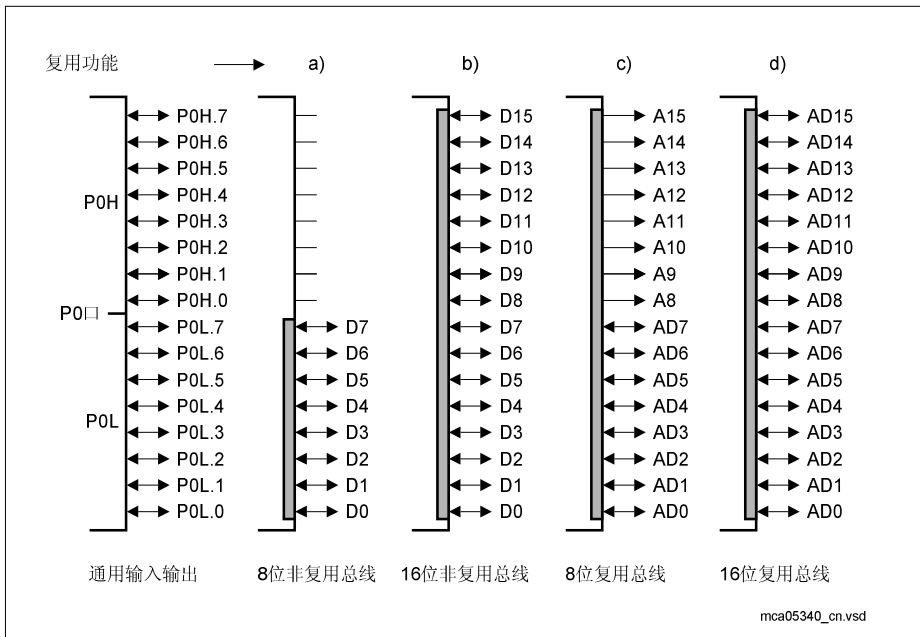 复用功能 a) b) c) d)
P0H.7 D15 A15 AD15
P0H.6 D14 A14 AD14
P0H.5 D13 A13 AD13
P0H.4 D12 A12 AD12
P0H
P0H.3 D11 A11 AD11
P0H.2 D10 A10 AD10
P0H.1 D9 A9 AD9
P0H.0 D8 A8 AD8
P0口
P0L.7 D7 D7 AD7 AD7
P0L.6 D6 D6 AD6 AD6
P0L.5 D5 D5 AD5 AD5
P0L.4 D4 D4 AD4 AD4
P0L
P0L.3 D3 D3 AD3 AD3
P0L.2 D2 D2 AD2 AD2
P0L.1 D1 D1 AD1 AD1
P0L.0 D0 D0 AD0 AD0
通用输入输出 8位非复用总线 16位非复用总线 8位复用总线 16位复用总线
mca05340_cn.vsd